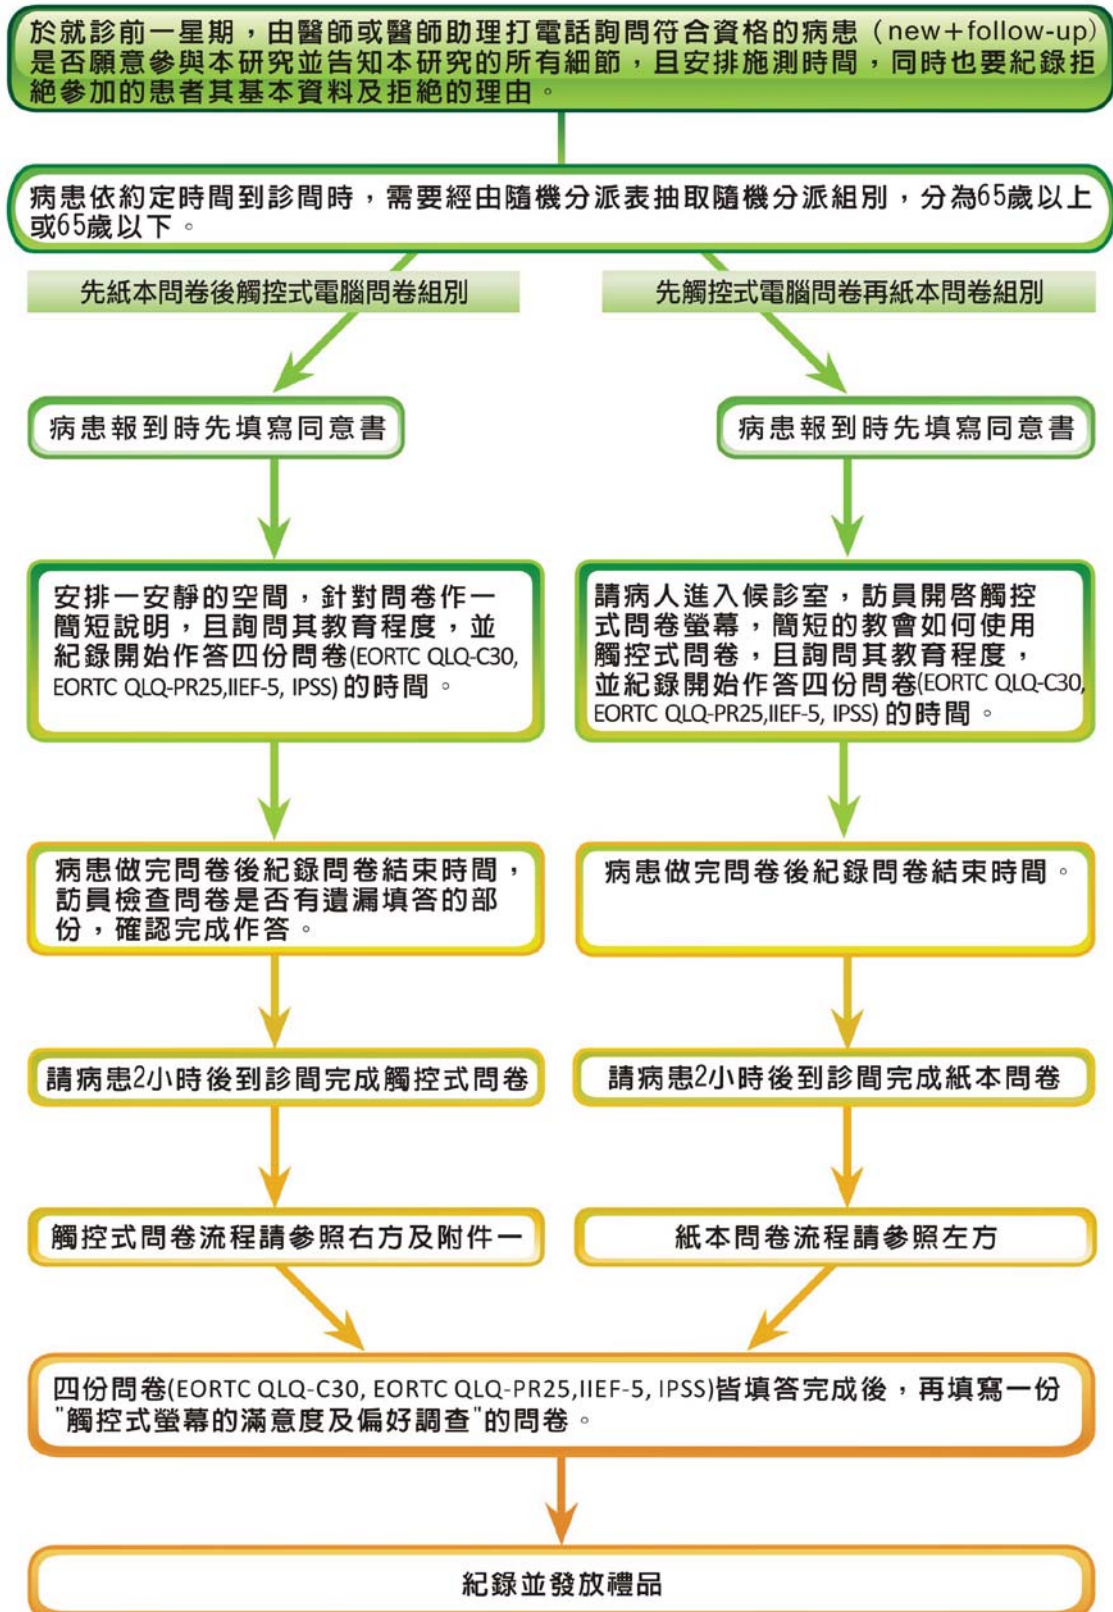 於就診前一星期，由醫師或醫師助理打電話詢問符合資格的病患（new+follow-up）
是否願意參與本研究並告知本研究的所有細節，且安排施測時間，同時也要紀錄拒
絕參加的患者其基本資料及拒絕的理由。
病患依約定時間到診間時，需要經由隨機分派表抽取隨機分派組別，分為65歲以上
或65歲以下。
先紙本問卷後觸控式電腦問卷組別
先觸控式電腦問卷再紙本問卷組別
病患報到時先填寫同意書
病患報到時先填寫同意書
安排一安靜的空間，針對問卷作一
簡短說明，且詢問其教育程度，並
紀錄開始作答四份問卷(EORTC QLQ-C30,
EORTC QLQ-PR25,IIEF-5, IPSS)的時間。
請病人進入候診室，訪員開啓觸控
式問卷螢幕，簡短的教會如何使用
觸控式問卷，且詢問其教育程度，
並紀錄開始作答四份問卷(EORTC QLQ-C30,
EORTC QLQ-PR25,IIEF-5, IPSS)的時間。
病患做完問卷後紀錄問卷結束時間，
訪員檢查問卷是否有遺漏填答的部
份，確認完成作答。
病患做完問卷後紀錄問卷結束時間。
請病患2小時後到診間完成觸控式問卷
請病患2小時後到診間完成紙本問卷
觸控式問卷流程請參照右方及附件一
紙本問卷流程請參照左方
四份問卷(EORTC QLQ-C30, EORTC QLQ-PR25,IIEF-5, IPSS)皆填答完成後，再填寫一份
"觸控式螢幕的滿意度及偏好調查"的問卷。
紀錄並發放禮品